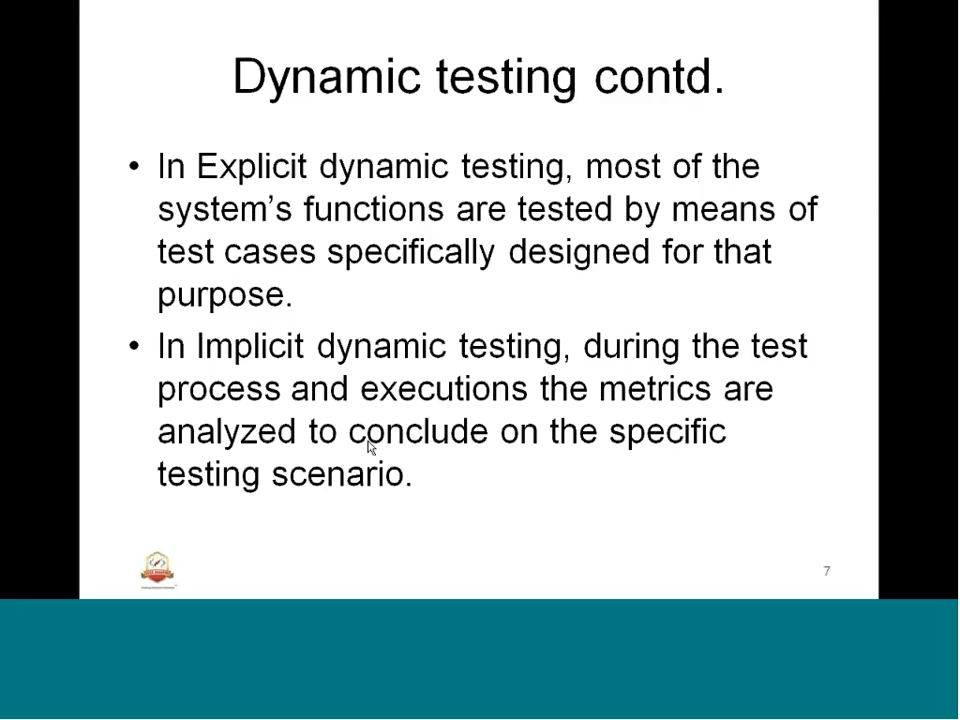 Dynamic testing contd.
• In Explicit dynamic testing, most of the
system's functions are tested by means of
test cases specifically designed for that
purpose.
• In Implicit dynamic testing, during the test
process and executions the metrics are
analyzed to conclude on the specific
testing scenario.
7